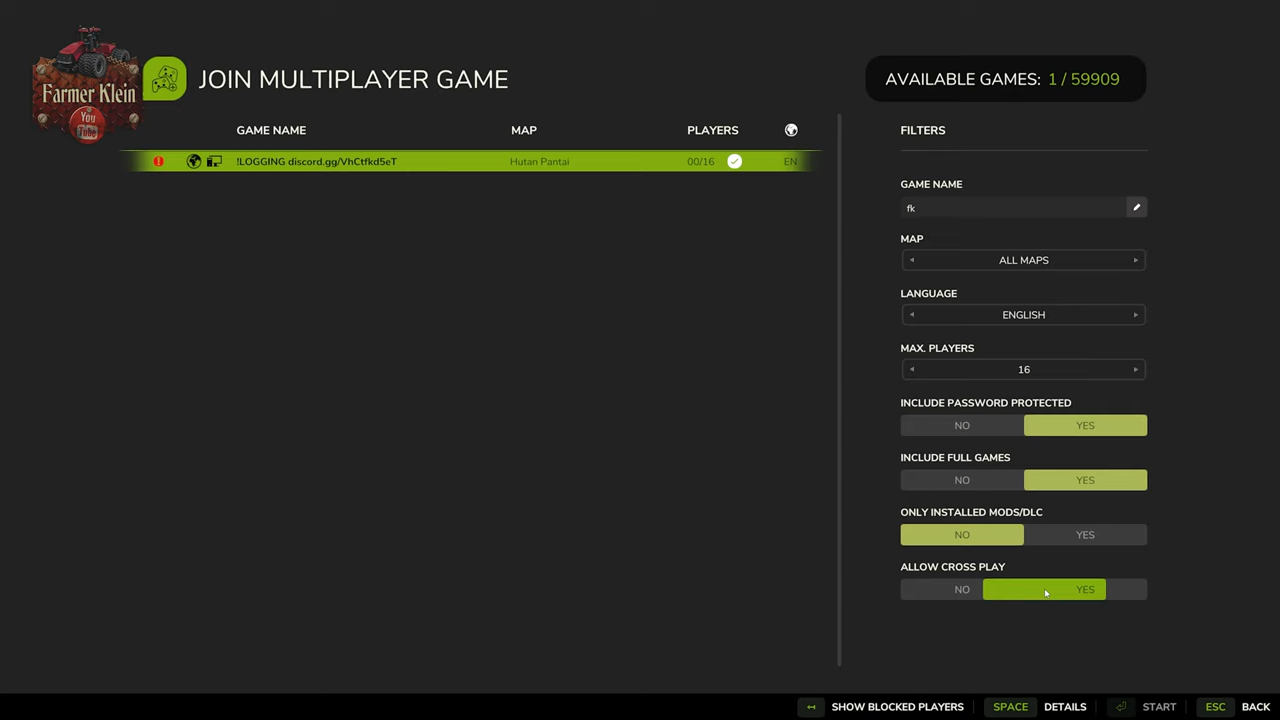 Farmer Klein
You
Tube
JOIN MULTIPLAYER GAME
AVAILABLE GAMES: 1 / 59909
GAME NAME MAP PLAYERS
!LOGGING discord.gg/VhCtfkd5eT Hutan Pantai 00/16 EN
FILTERS
GAME NAME
fk
MAP
ALL MAPS
LANGUAGE
ENGLISH
MAX. PLAYERS
16
INCLUDE PASSWORD PROTECTED
NO YES
INCLUDE FULL GAMES
NO YES
ONLY INSTALLED MODS/DLC
NO YES
ALLOW CROSS PLAY
NO YES
SHOW BLOCKED PLAYERS SPACE DETAILS START ESC BACK